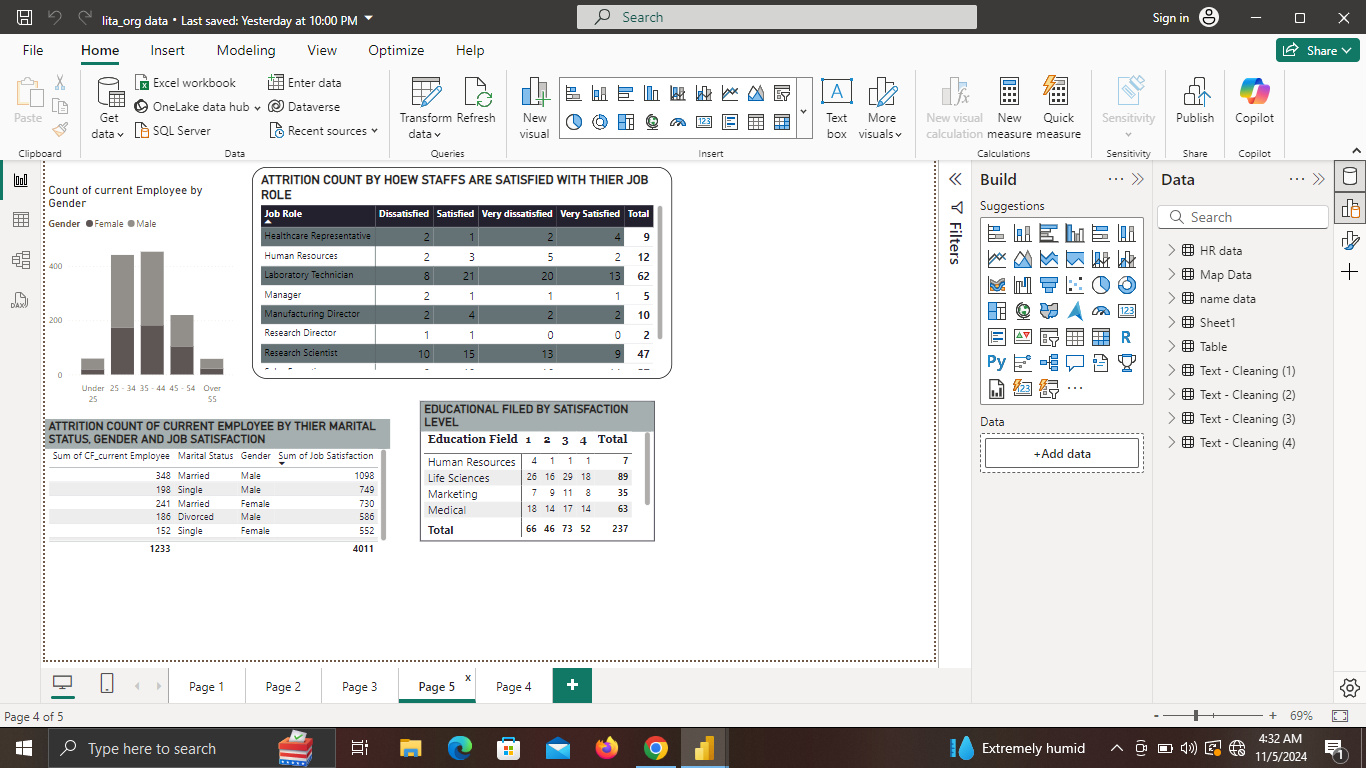 lita_org data • Last saved: Yesterday at 10:00 PM
Search
Sign in
File Home Insert Modeling View Optimize Help
Share
Paste
Get data
Excel workbook
OneLake data hub
SQL Server
Enter data
Dataverse
Recent sources
Transform data
Refresh
New visual
Text box
More visuals
New visual calculation
New measure
Quick measure
Sensitivity
Publish
Copilot
Clipboard Data Queries Insert Calculations Sensitivity Share Copilot
Count of current Employee by
Gender
Gender Female Male
400
200
0
Under 25 25 - 34 35 - 44 45 - 54 Over 55
ATTRITION COUNT BY HOEW STAFFS ARE SATISFIED WITH THIER JOB
ROLE
Job Role Dissatisfied Satisfied Very dissatisfied Very Satisfied Total
Healthcare Representative 2 1 2 4 9
Human Resources 2 3 5 2 12
Laboratory Technician 8 21 20 13 62
Manager 2 1 1 1 5
Manufacturing Director 2 4 2 2 10
Research Director 1 1 0 0 2
Research Scientist 10 15 13 9 47
ATTRITION COUNT OF CURRENT EMPLOYEE BY THIER MARITAL
STATUS, GENDER AND JOB SATISFACTION
Sum of CF_current Employee Marital Status Gender Sum of Job Satisfaction
348 Married Male 1098
198 Single Male 749
241 Married Female 730
186 Divorced Male 586
152 Single Female 552
1233 4011
EDUCATIONAL FILED BY SATISFACTION
LEVEL
Education Field 1 2 3 4 Total
Human Resources 4 1 1 1 7
Life Sciences 26 16 29 18 89
Marketing 7 9 11 8 35
Medical 18 14 17 14 63
Total 66 46 73 52 237
Filters
Build
Suggestions
123
R
Py
Data
+Add data
Data
Search
HR data
Map Data
name data
Sheet1
Table
Text - Cleaning (1)
Text - Cleaning (2)
Text - Cleaning (3)
Text - Cleaning (4)
DAX
Page 1 Page 2 Page 3 Page 5 x Page 4 +
Page 4 of 5
- + 69%
Type here to search
Extremely humid
4:32 AM
11/5/2024
1